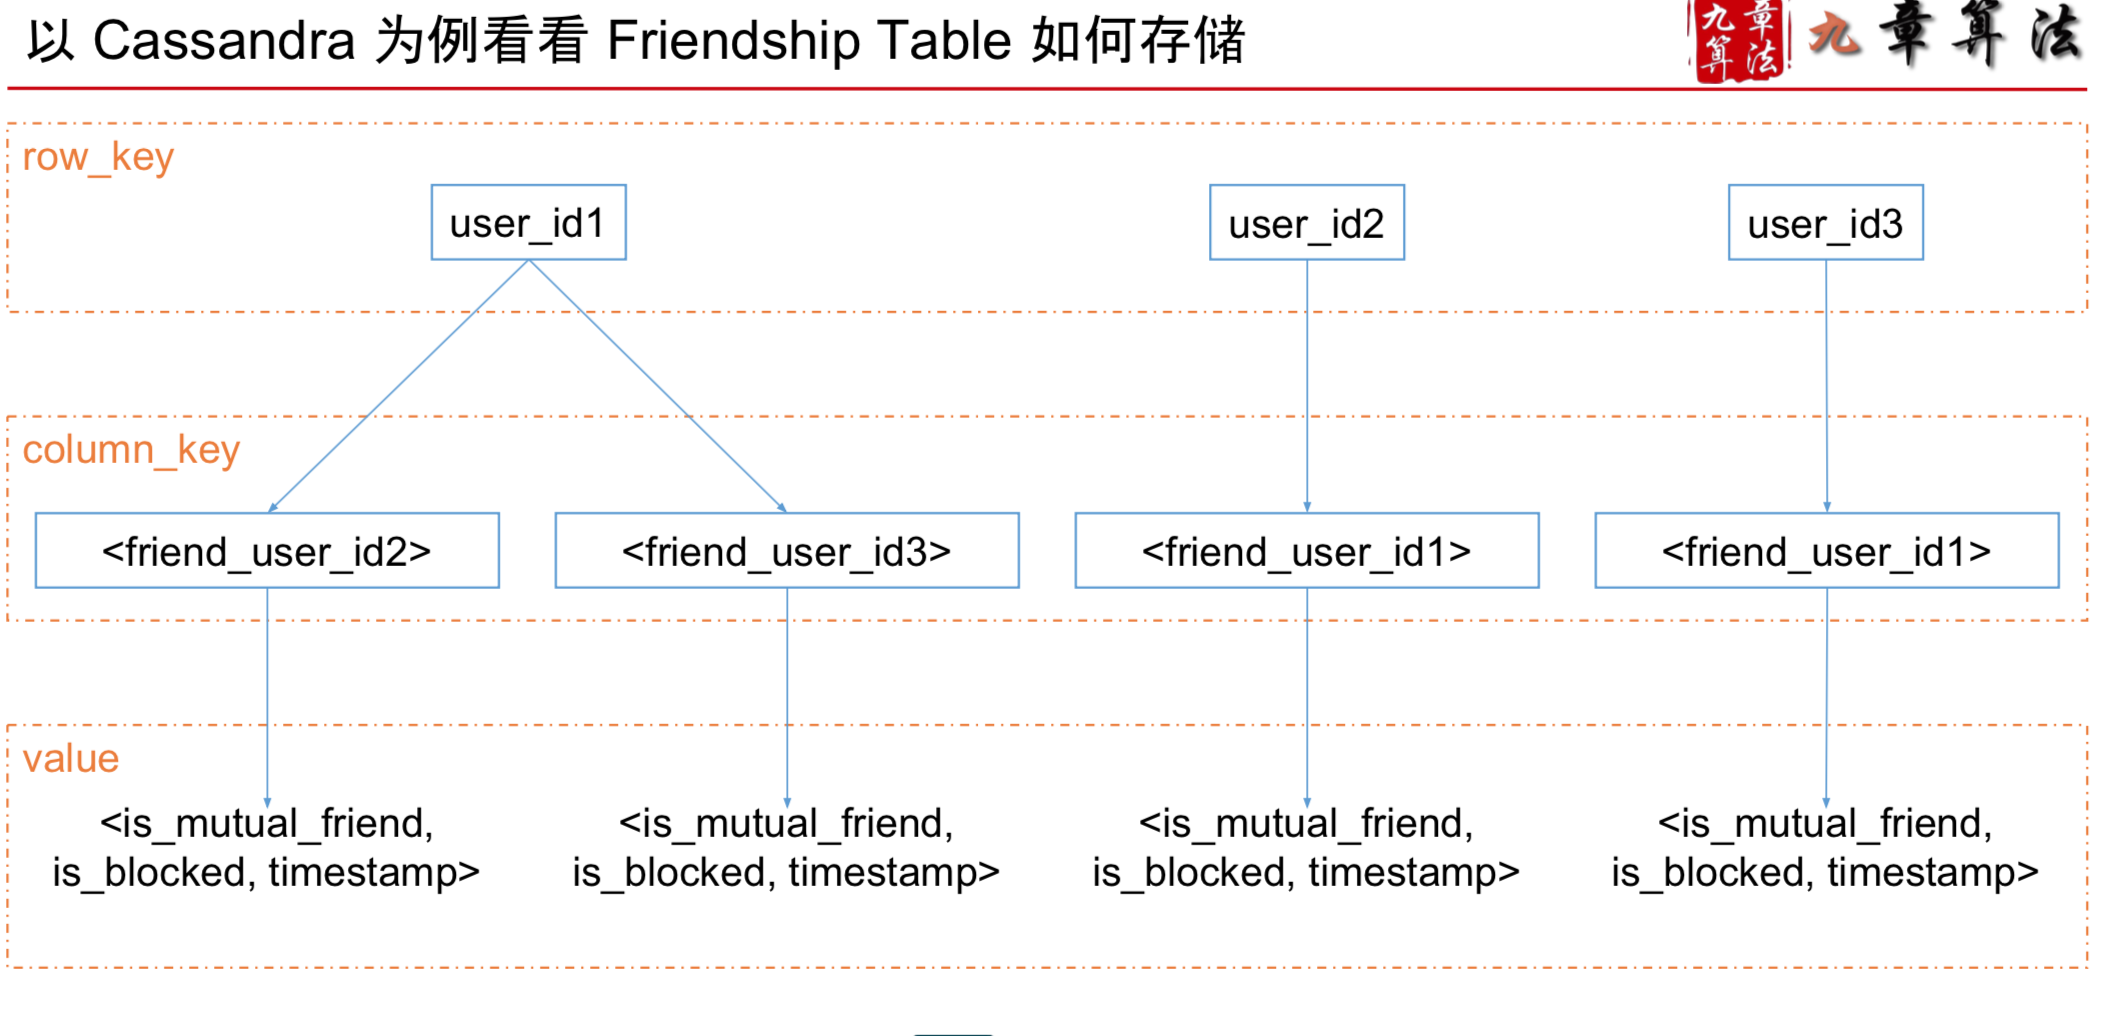 以 Cassandra 为例看看 Friendship Table 如何存储
九章算法
九章算法
row_key
user_id1
user_id2
user_id3
column_key
<friend_user_id2>
<friend_user_id3>
<friend_user_id1>
<friend_user_id1>
value
<is_mutual_friend,
is_blocked, timestamp>
<is_mutual_friend,
is_blocked, timestamp>
<is_mutual_friend,
is_blocked, timestamp>
<is_mutual_friend,
is_blocked, timestamp>